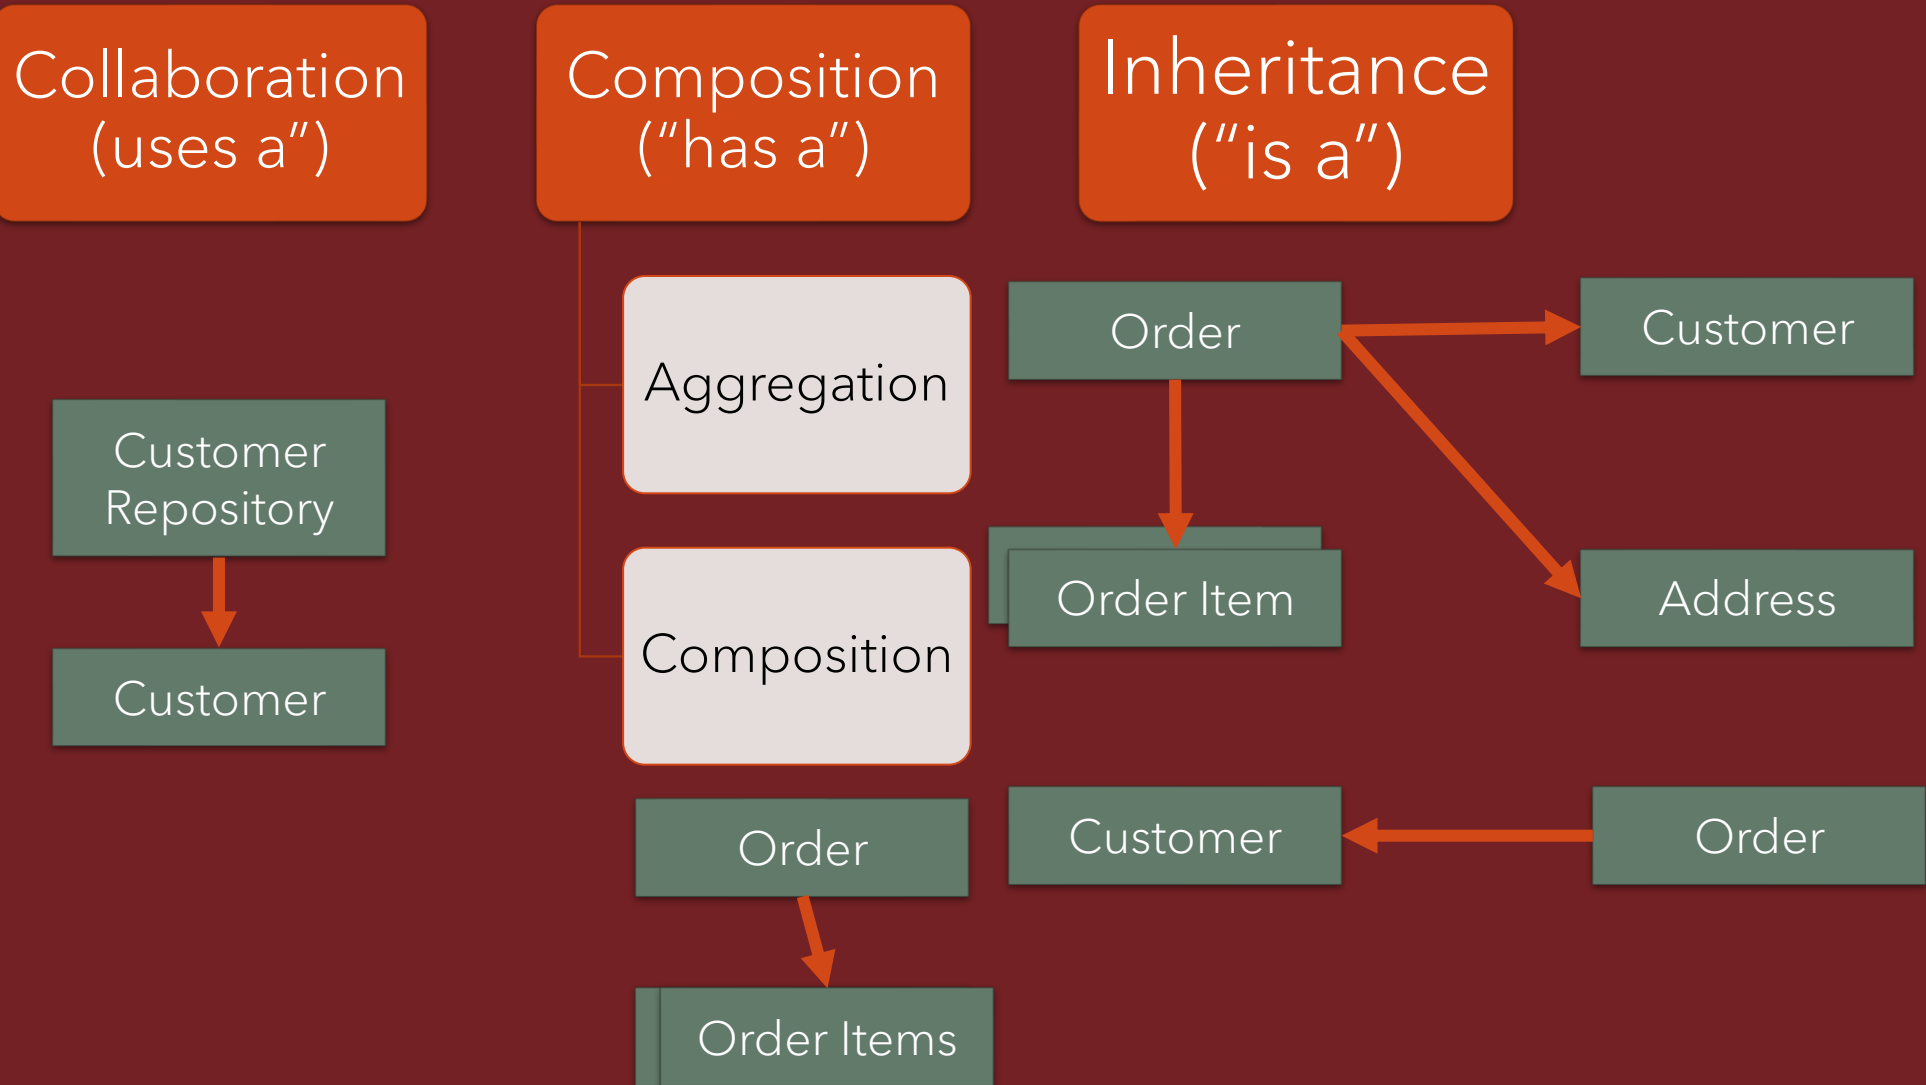 Collaboration
(uses a”)
Composition
(“has a”)
Inheritance
(“is a”)
Customer
Repository
Customer
Aggregation
Composition
Order
Customer
Order Item
Address
Customer
Order
Order
Order Items